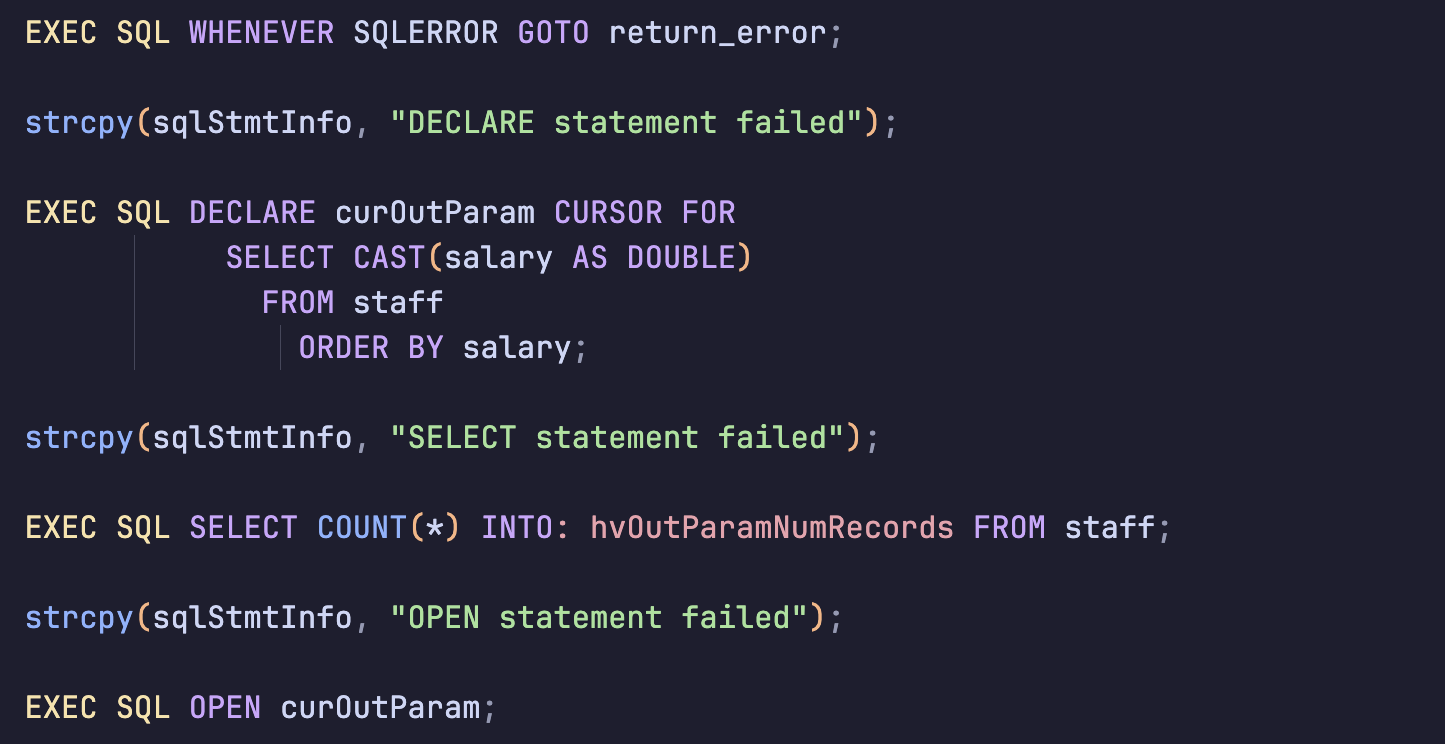 EXEC SQL WHENEVER SQLERROR GOTO return_error;
strcpy(sqlStmtInfo, "DECLARE statement failed");
EXEC SQL DECLARE curOutParam CURSOR FOR
SELECT CAST(salary AS DOUBLE)
FROM staff
ORDER BY salary;
strcpy(sqlStmtInfo, "SELECT statement failed");
EXEC SQL SELECT COUNT(*) INTO: hvOutParamNumRecords FROM staff;
strcpy(sqlStmtInfo, "OPEN statement failed");
EXEC SQL OPEN curOutParam;